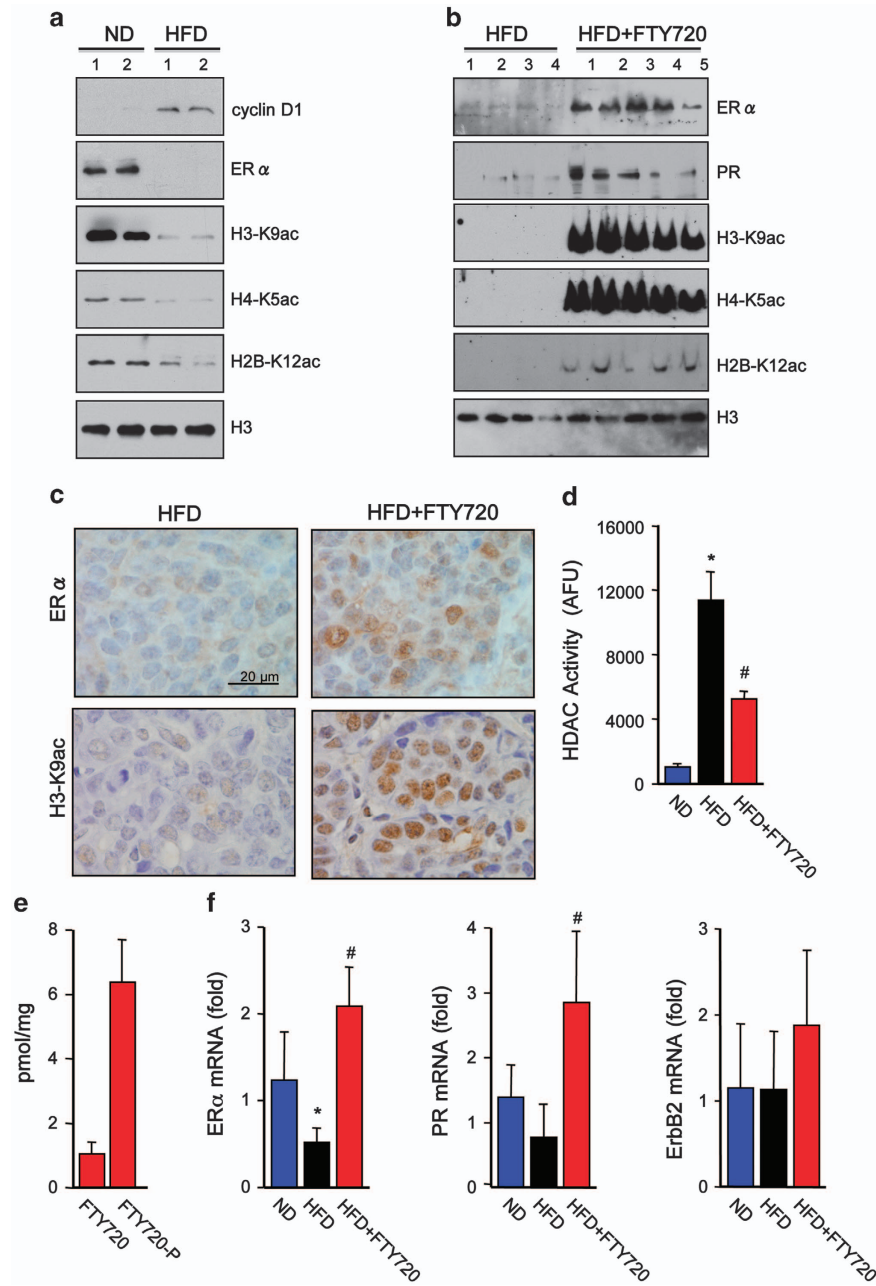 a
ND HFD
1 2 1 2
cyclin D1
ER α
H3-K9ac
H4-K5ac
H2B-K12ac
H3
b
HFD HFD+FTY720
1 2 3 4 1 2 3 4 5
ER α
PR
H3-K9ac
H4-K5ac
H2B-K12ac
H3
c
HFD HFD+FTY720
ER α
20 µm
H3-K9ac
d
HDAC Activity (AFU)
16000
12000
8000
4000
0
*
#
ND HFD HFD+FTY720
e
pmol/mg
8
6
4
2
0
FTY720 FTY720-P
f
ERα mRNA (fold)
3
2
1
0
*
#
ND HFD HFD+FTY720
PR mRNA (fold)
4
3
2
1
0
#
ND HFD HFD+FTY720
ErbB2 mRNA (fold)
3
2
1
0
ND HFD HFD+FTY720